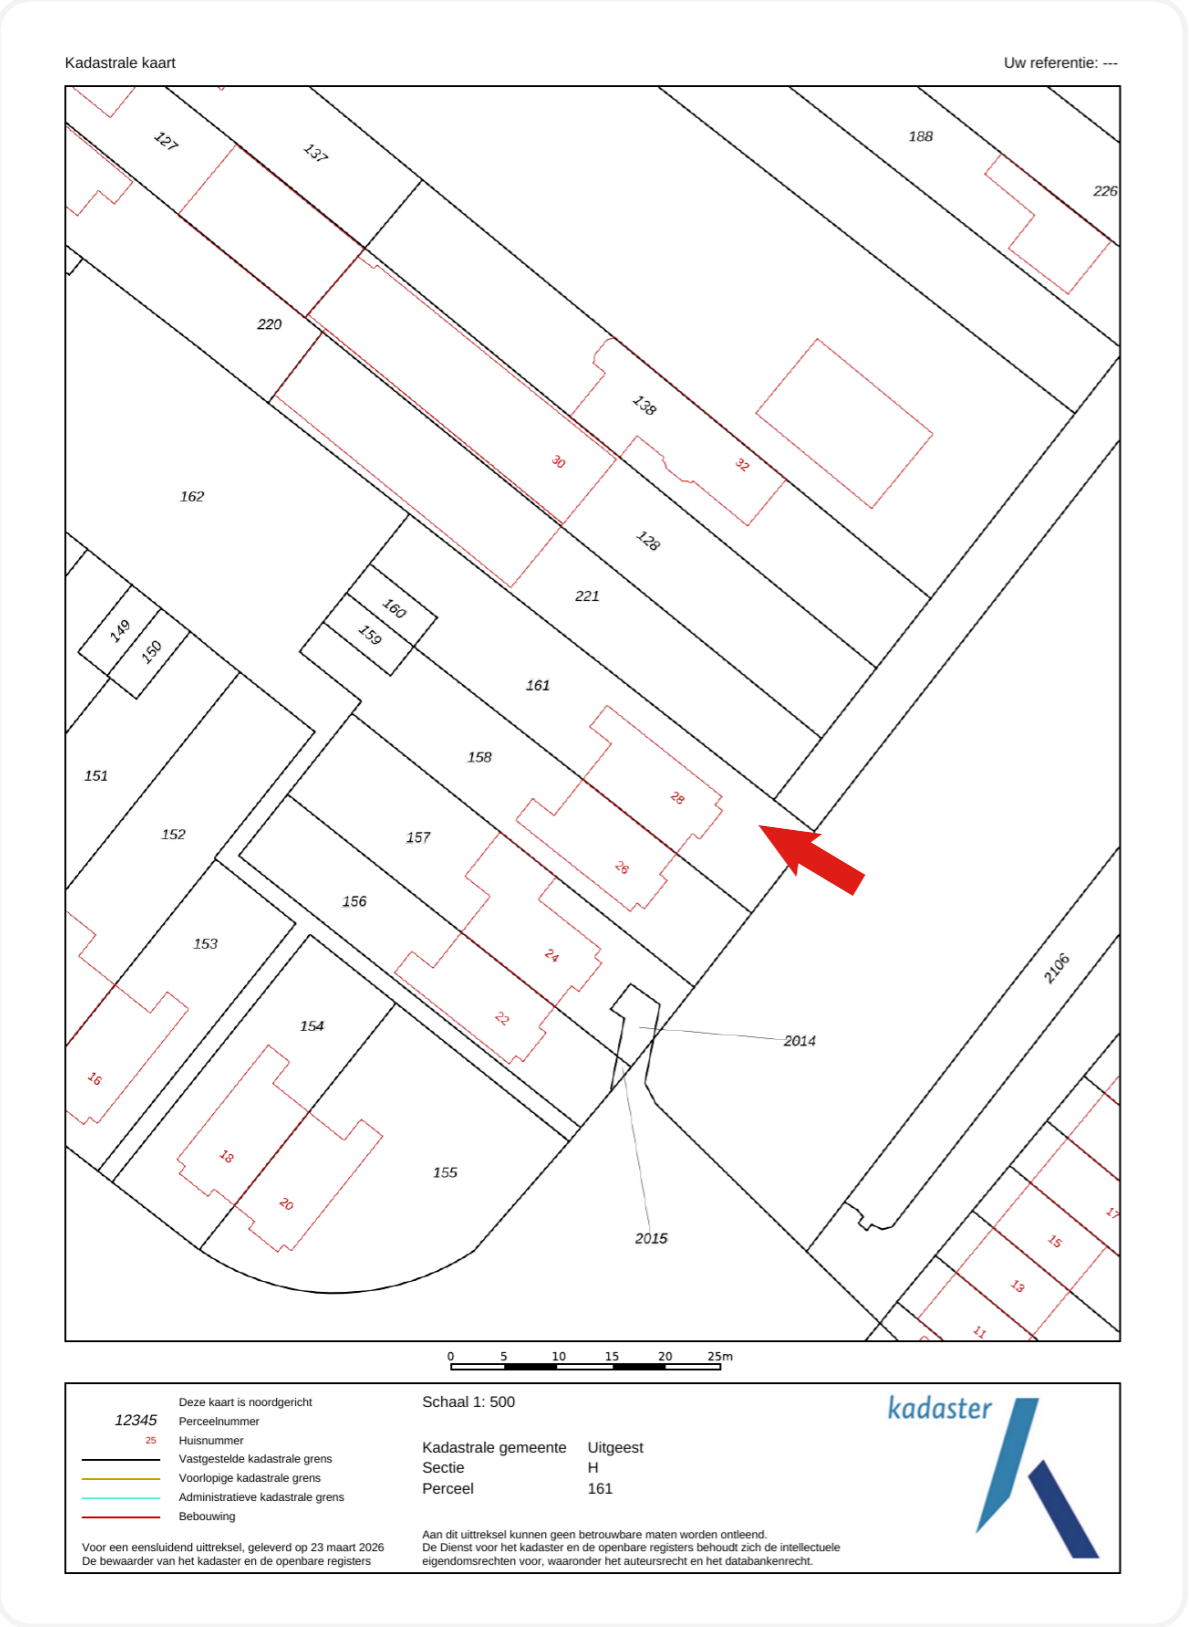 Kadastrale kaart
Uw referentie: ---
127
137
188
226
220
138
32
30
162
128
221
160
159
149
150
161
151
158
28
152
157
26
156
153
24
2106
22
154
2014
16
18
155
20
2015
17
15
13
11
0 5 10 15 20 25m
Deze kaart is noordgericht
12345 Perceelnummer
25 Huisnummer
Vastgestelde kadastrale grens
Voorlopige kadastrale grens
Administratieve kadastrale grens
Bebouwing
Voor een eensluidend uittreksel, geleverd op 23 maart 2026
De bewaarder van het kadaster en de openbare registers
Schaal 1: 500
Kadastrale gemeente Uitgeest
Sectie H
Perceel 161
Aan dit uittreksel kunnen geen betrouwbare maten worden ontleend.
De Dienst voor het kadaster en de openbare registers behoudt zich de intellectuele
eigendomsrechten voor, waaronder het auteursrecht en het databankenrecht.
kadaster